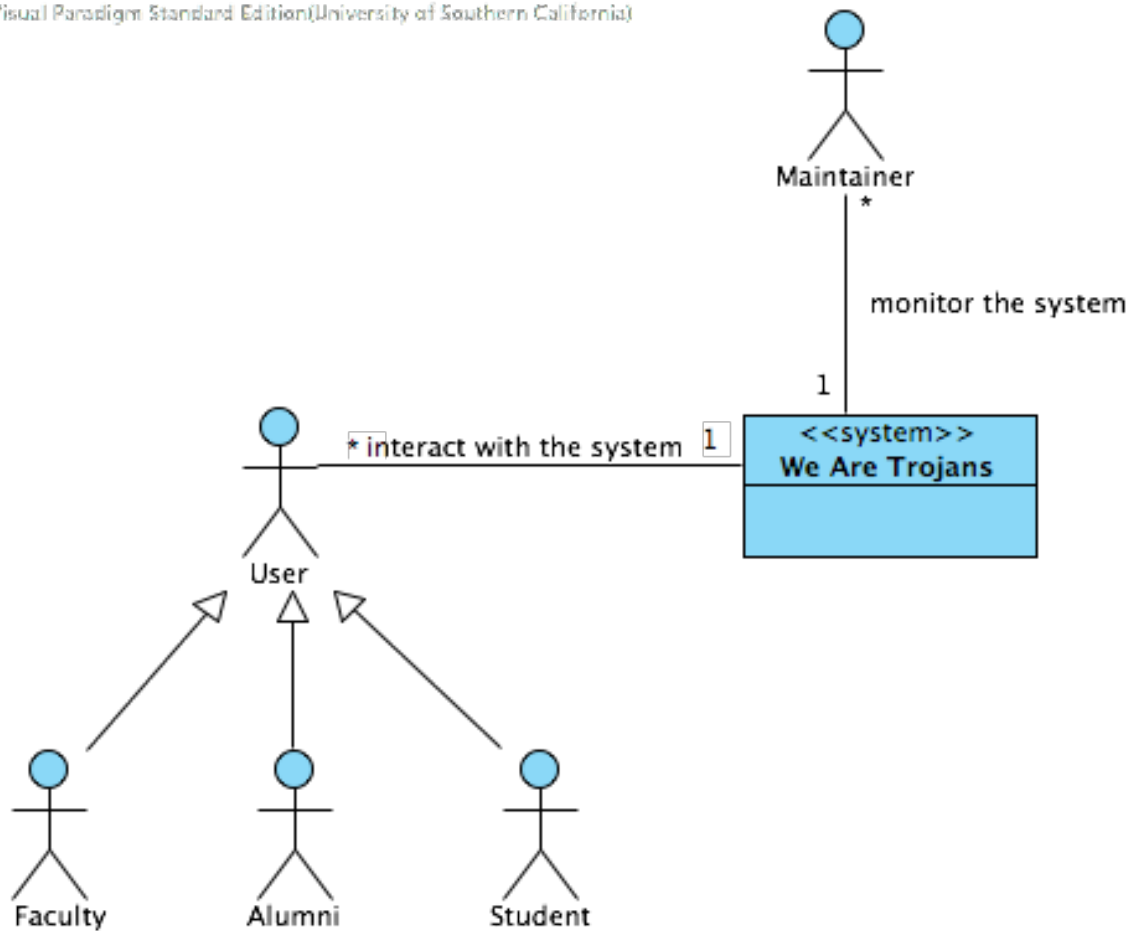 Visual Paradigm Standard Edition(University of Southern California)
Maintainer
*
monitor the system
1
* interact with the system 1
<<system>>
We Are Trojans
User
Faculty
Alumni
Student